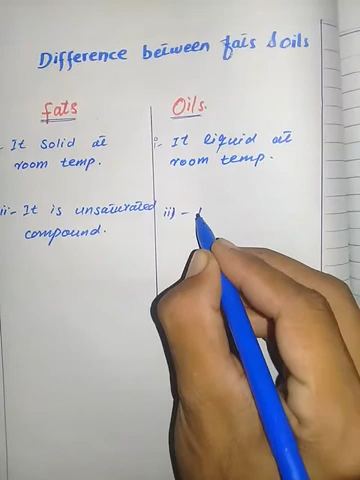 Difference between fats & oils
fats
Oils.
- It solid at
room temp.
i- It liquid at
room temp.
ii- It is unsaturated
compound.
ii) -